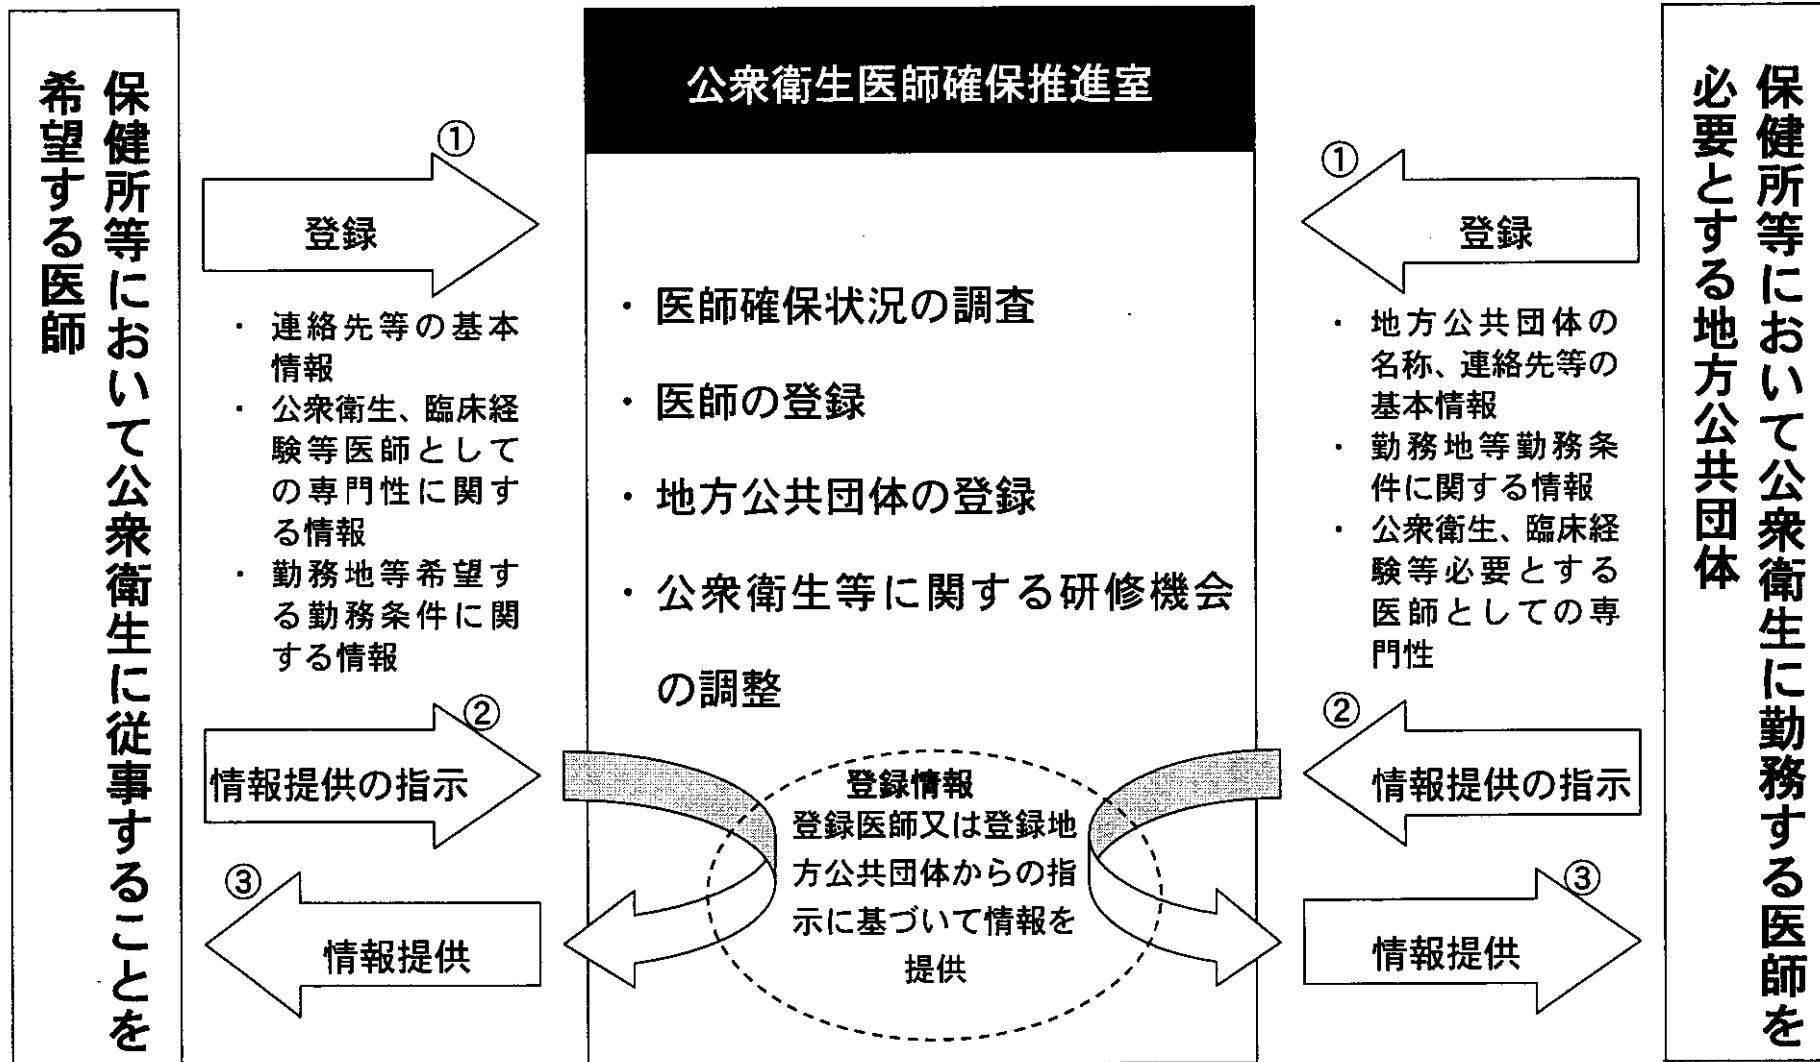 保健所等において公衆衛生に従事することを
希望する医師
①
登録
・ 連絡先等の基本
情報
・ 公衆衛生、臨床経
験等医師として
の専門性に関す
る情報
・ 勤務地等希望す
る勤務条件に関
する情報
②
情報提供の指示
③
情報提供
公衆衛生医師確保推進室
・ 医師確保状況の調査
・ 医師の登録
・ 地方公共団体の登録
・ 公衆衛生等に関する研修機会
の調整
登録情報
登録医師又は登録地
方公共団体からの指
示に基づいて情報を
提供
①
登録
・ 地方公共団体の
名称、連絡先等の
基本情報
・ 勤務地等勤務条
件に関する情報
・ 公衆衛生、臨床経
験等必要とする
医師としての専
門性
②
情報提供の指示
③
情報提供
保健所等において公衆衛生に勤務する医師を
必要とする地方公共団体